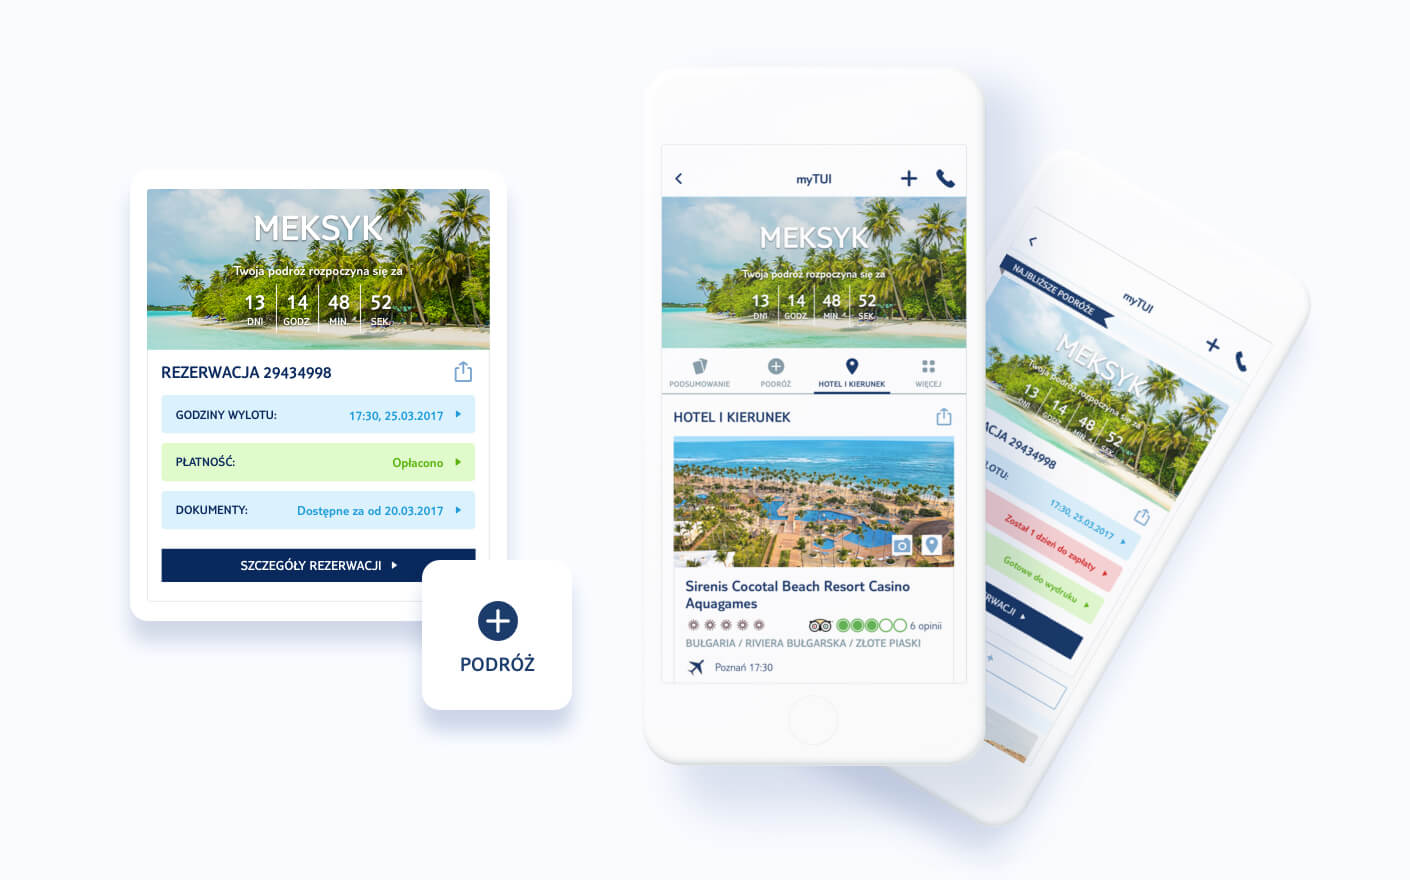 MEKSYK
Twoja podróż rozpoczyna się za
13 14 48 52
DNI GODZ. MIN. SEK.
REZERWACJA 29434998
GODZINY WYLOTU: 17:30, 25.03.2017
PŁATNOŚĆ: Opłacono
DOKUMENTY: Dostępne za od 20.03.2017
SZCZEGÓŁY REZERWACJI
PODRÓŻ
myTUI
MEKSYK
Twoja podróż rozpoczyna się za
13 14 48 52
DNI GODZ. MIN. SEK.
PODSUMOWANIE PODRÓŻ HOTEL I KIERUNEK WIĘCEJ
HOTEL I KIERUNEK
Sirenis Cocotal Beach Resort Casino
Aquagames
6 opinii
BUŁGARIA / RIVIERA BUŁGARSKA / ZŁOTE PIASKI
Poznań 17:30
myTUI
NAJBLIŻSZE PODRÓŻE
MEKSYK
Twoja podróż rozpoczyna się za
13 14 48 52
DNI GODZ. MIN. SEK.
ACJA 29434998
LOTU: 17:30, 25.03.2017
Został 1 dzień do zapłaty
Gotowe do wydruku
RWACJI